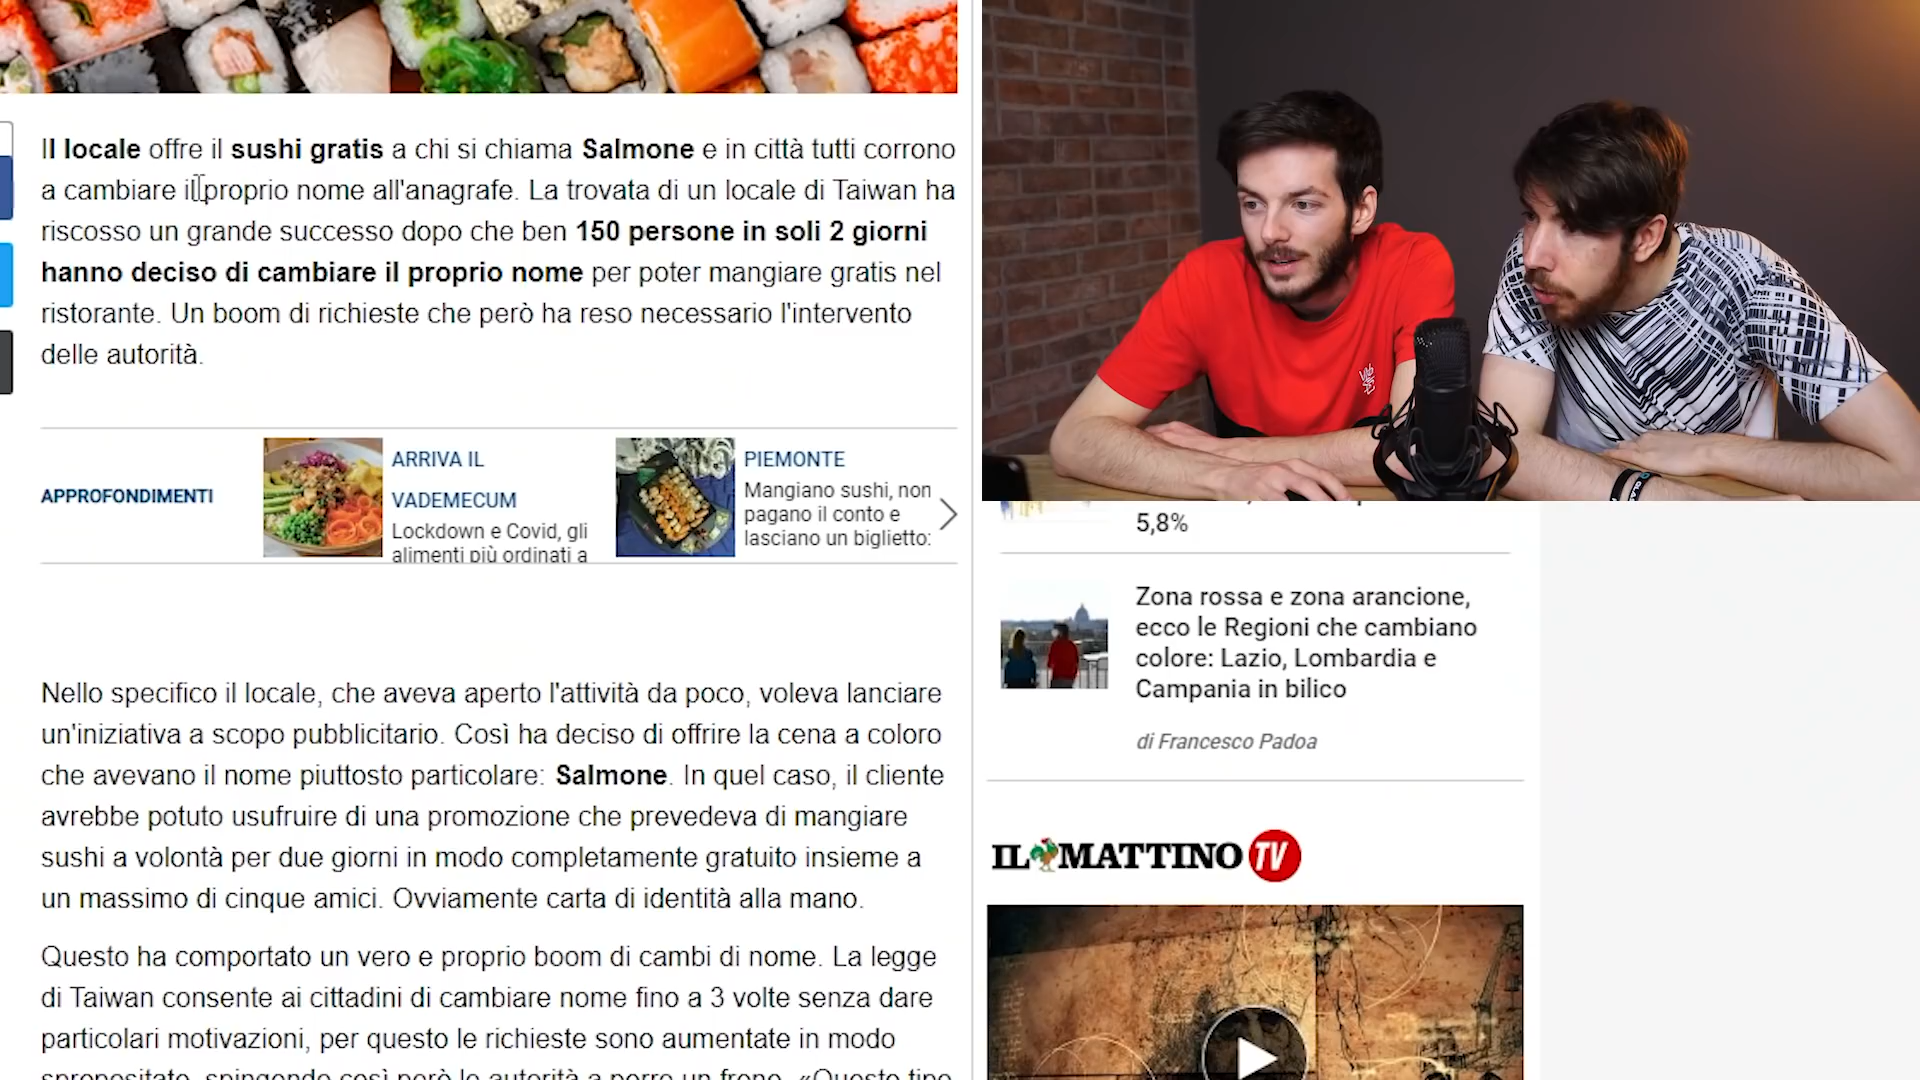 Il locale offre il sushi gratis a chi si chiama Salmone e in città tutti corrono
a cambiare il proprio nome all'anagrafe. La trovata di un locale di Taiwan ha
riscosso un grande successo dopo che ben 150 persone in soli 2 giorni
hanno deciso di cambiare il proprio nome per poter mangiare gratis nel
ristorante. Un boom di richieste che però ha reso necessario l'intervento
delle autorità.
APPROFONDIMENTI
ARRIVA IL
VADEMECUM
Lockdown e Covid, gli
alimenti più ordinati a
PIEMONTE
Mangiano sushi, non
pagano il conto e
lasciano un biglietto:
Nello specifico il locale, che aveva aperto l'attività da poco, voleva lanciare
un'iniziativa a scopo pubblicitario. Così ha deciso di offrire la cena a coloro
che avevano il nome piuttosto particolare: Salmone. In quel caso, il cliente
avrebbe potuto usufruire di una promozione che prevedeva di mangiare
sushi a volontà per due giorni in modo completamente gratuito insieme a
un massimo di cinque amici. Ovviamente carta di identità alla mano.
Questo ha comportato un vero e proprio boom di cambi di nome. La legge
di Taiwan consente ai cittadini di cambiare nome fino a 3 volte senza dare
particolari motivazioni, per questo le richieste sono aumentate in modo
spropositato, spingendo così però le autorità a porre un freno. «Questo tipo
5,8%
Zona rossa e zona arancione,
ecco le Regioni che cambiano
colore: Lazio, Lombardia e
Campania in bilico
di Francesco Padoa
IL MATTINO TV